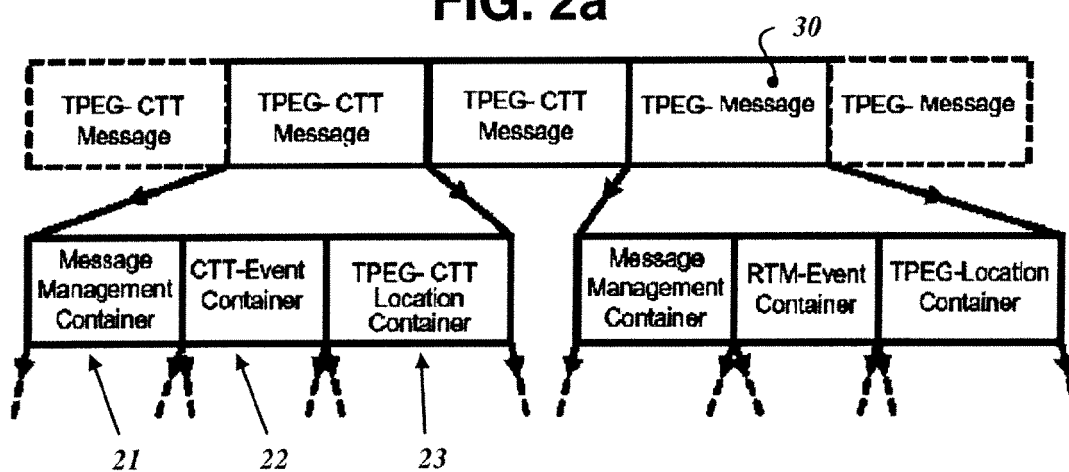 FIG. 2a
30
TPEG- CTT
Message
TPEG- CTT
Message
TPEG- CTT
Message
TPEG- Message
TPEG- Message
Message
Management
Container
CTT-Event
Container
TPEG- CTT
Location
Container
Message
Management
Container
RTM-Event
Container
TPEG-Location
Container
21
22
23